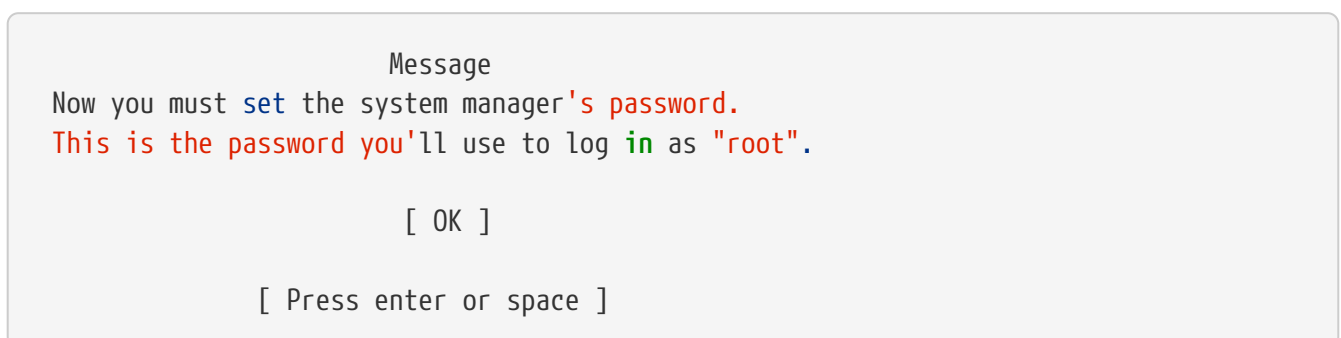 Message
Now you must set the system manager's password.
This is the password you'll use to log in as "root".
[ OK ]
[ Press enter or space ]